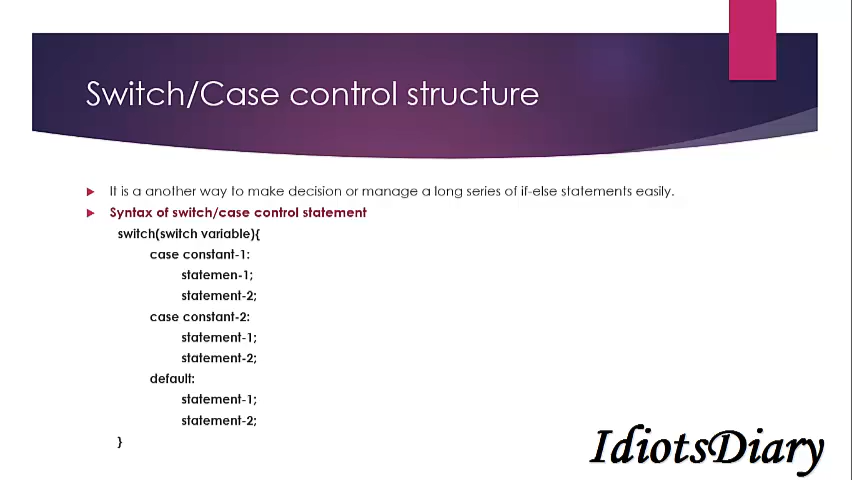 Switch/Case control structure
It is a another way to make decision or manage a long series of if-else statements easily.
Syntax of switch/case control statement
switch(switch variable){
case constant-1:
statemen-1;
statement-2;
case constant-2:
statement-1;
statement-2;
default:
statement-1;
statement-2;
}
IdiotsDiary